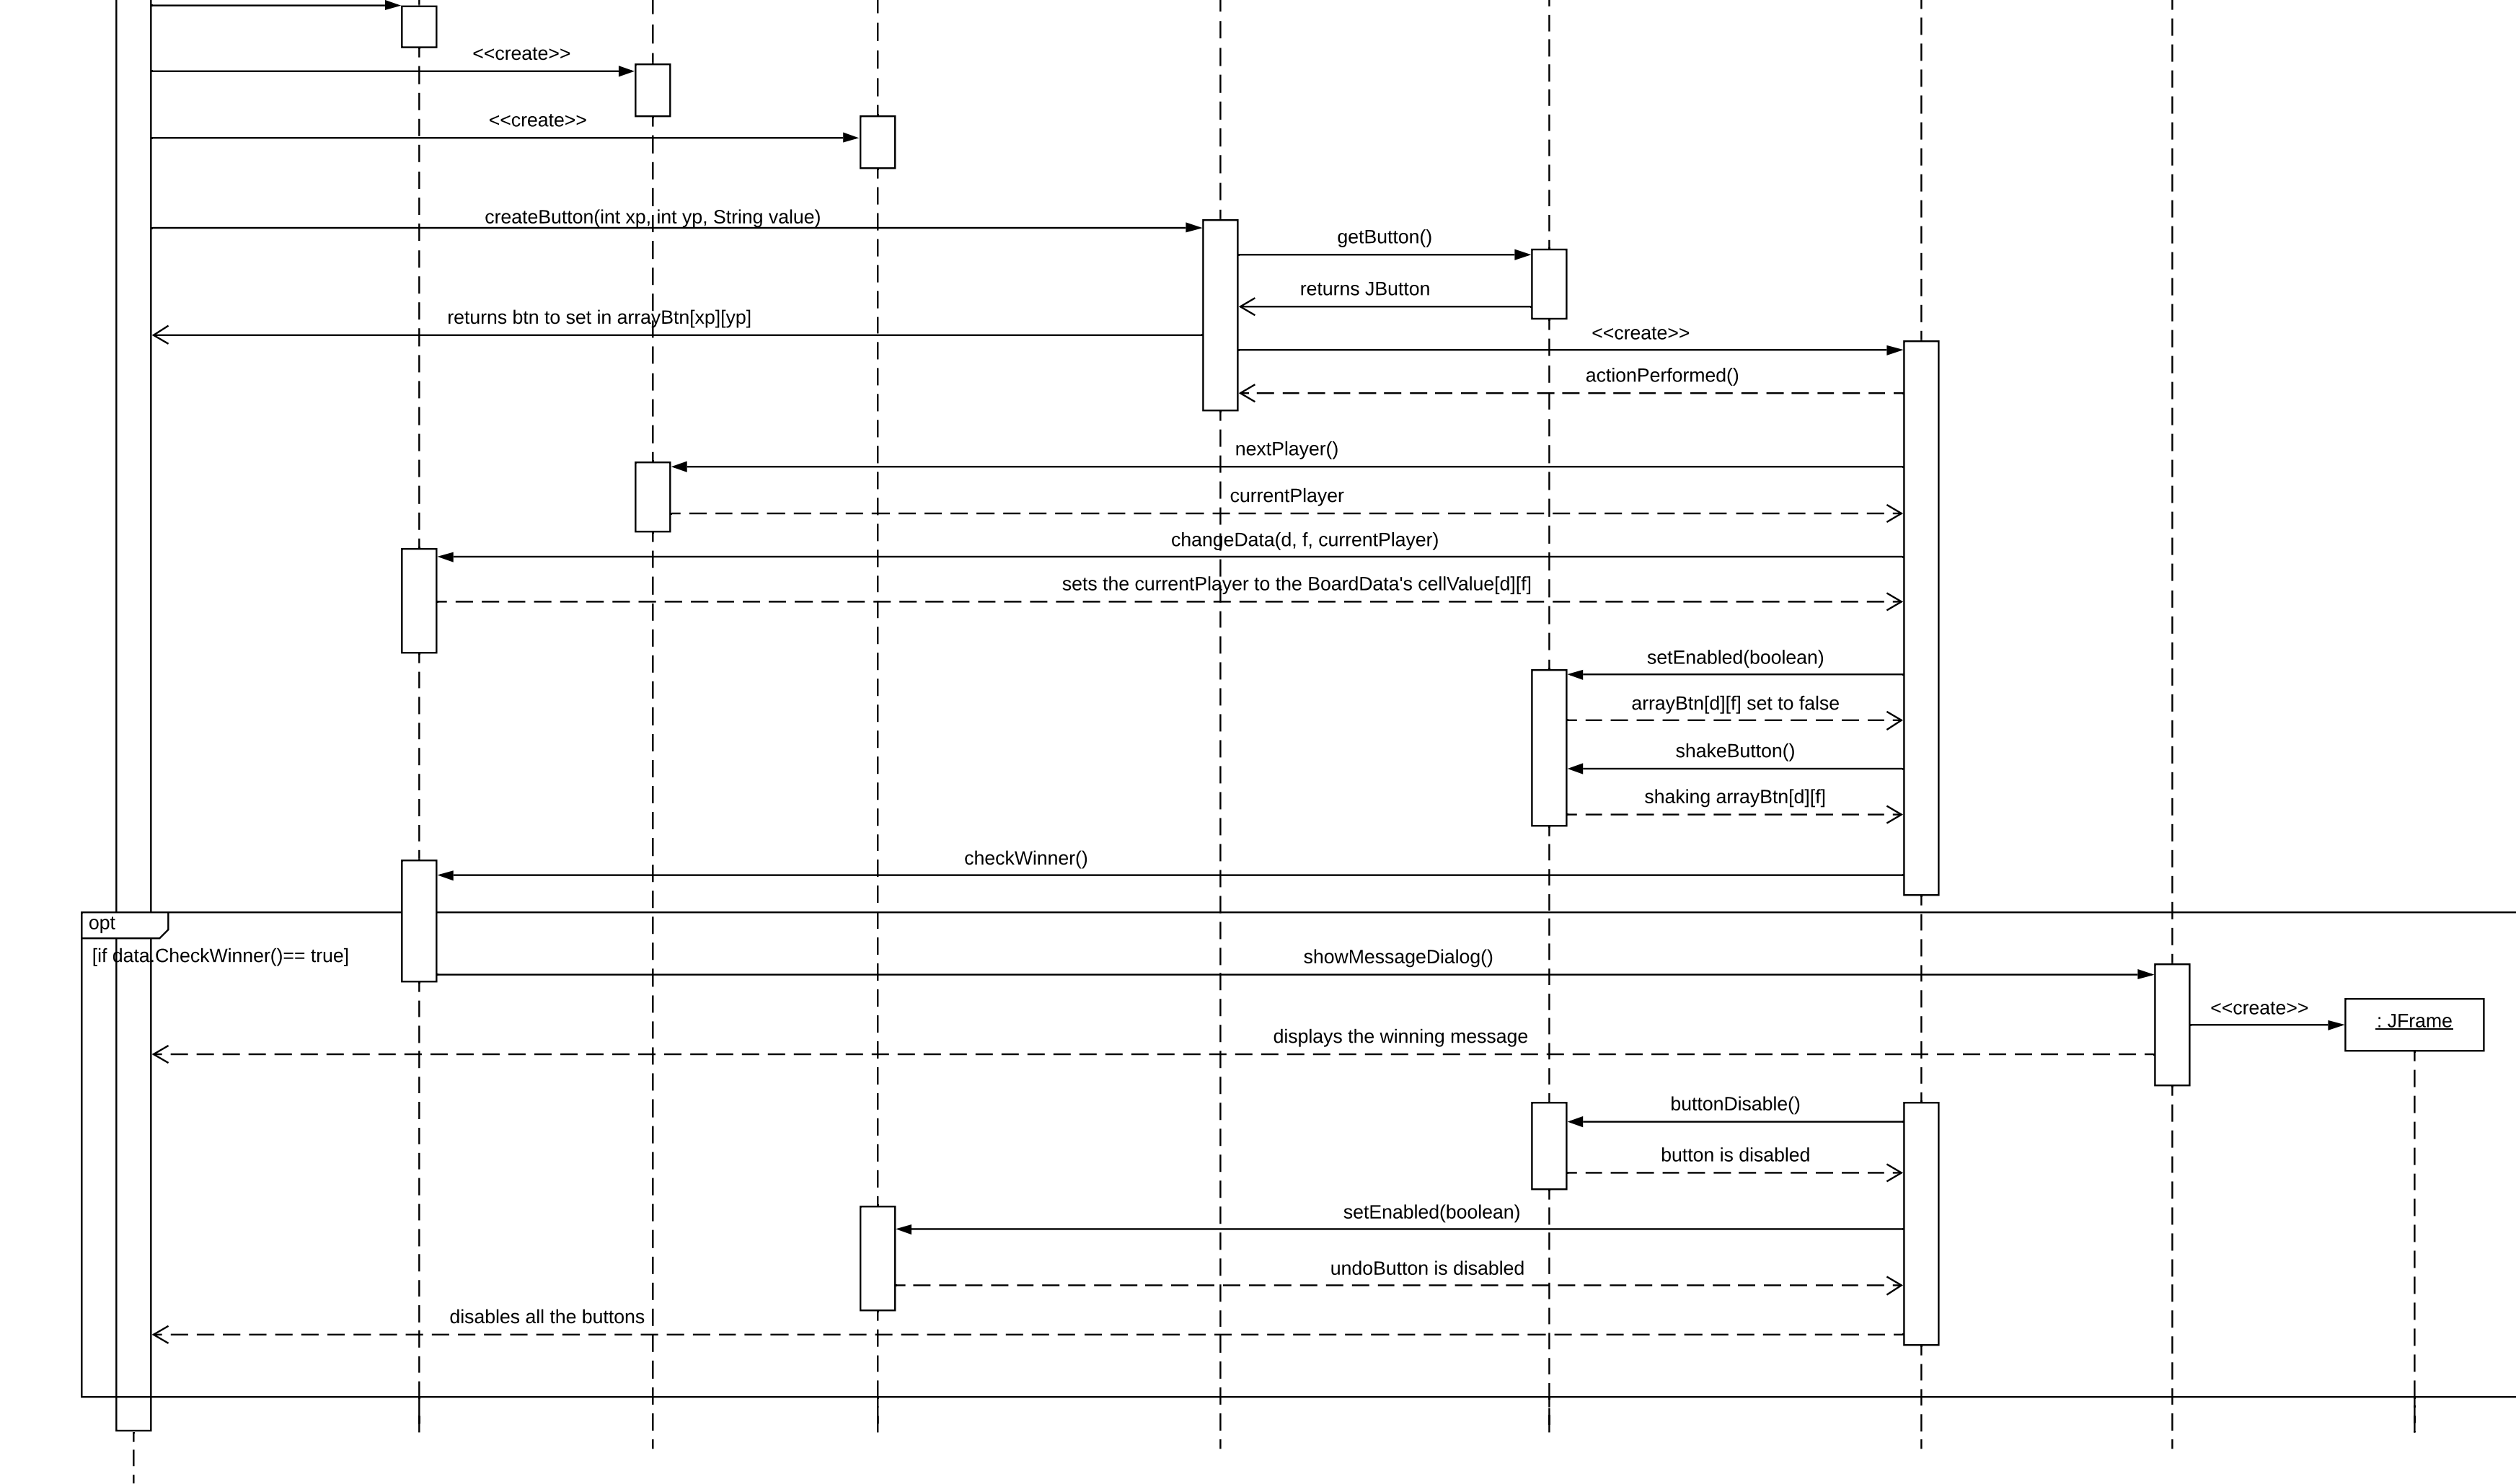 <<create>>
<<create>>
createButton(int xp, int yp, String value)
getButton()
returns JButton
returns btn to set in arrayBtn[xp][yp]
<<create>>
actionPerformed()
nextPlayer()
currentPlayer
changeData(d, f, currentPlayer)
sets the currentPlayer to the BoardData's cellValue[d][f]
setEnabled(boolean)
arrayBtn[d][f] set to false
shakeButton()
shaking arrayBtn[d][f]
checkWinner()
opt
[if data.CheckWinner()== true]
showMessageDialog()
<<create>>
: JFrame
displays the winning message
buttonDisable()
button is disabled
setEnabled(boolean)
undoButton is disabled
disables all the buttons